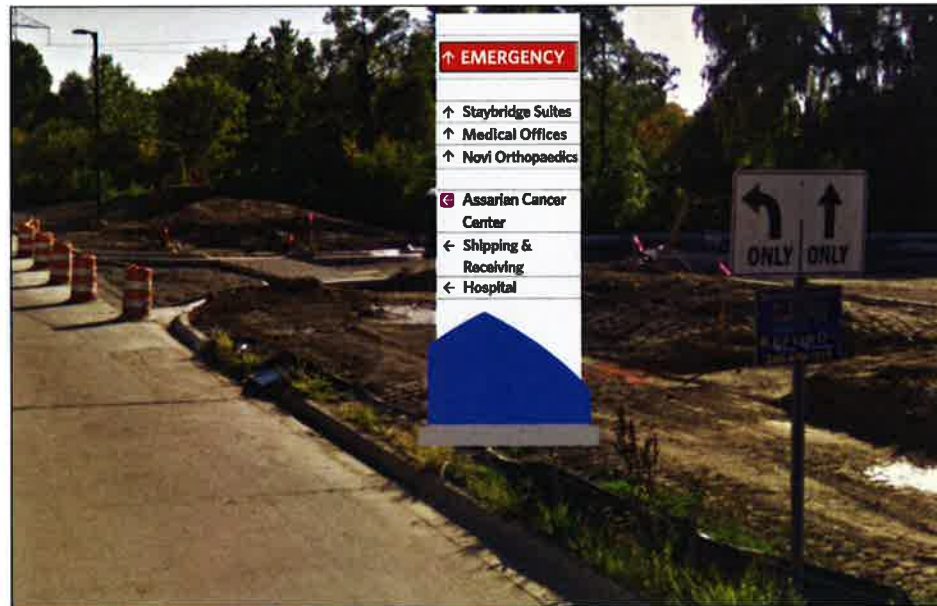 ↑ EMERGENCY
↑ Staybridge Suites
↑ Medical Offices
↑ Novi Orthopaedics
← Assarian Cancer
Center
← Shipping &
Receiving
← Hospital
ONLY ONLY